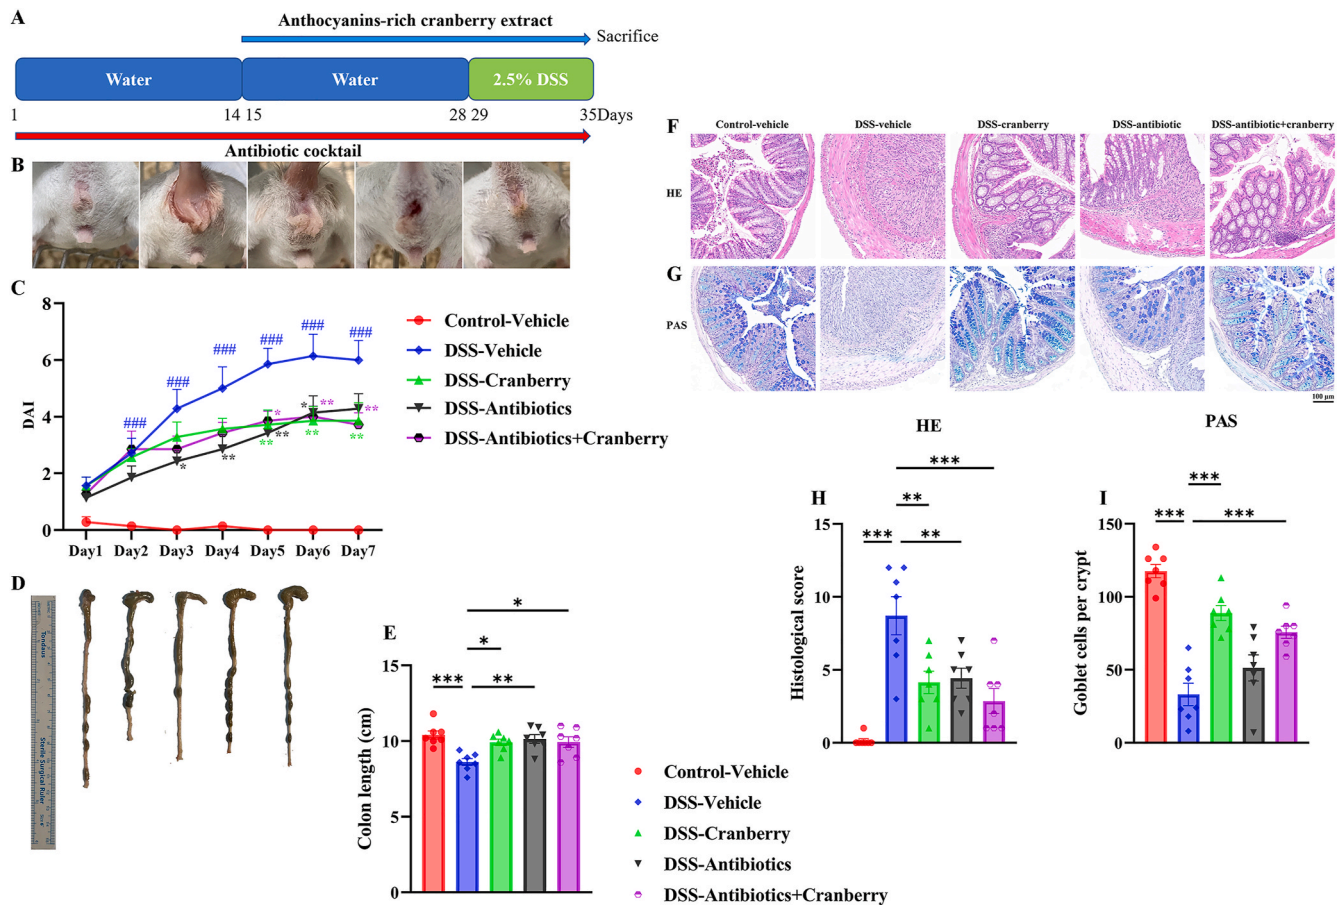 A
Anthocyanins-rich cranberry extract
Sacrifice
Water
Water
2.5% DSS
1
14
15
28
29
35Days
Antibiotic cocktail
B
C
DAI
8
6
4
2
0
###
###
###
###
###
###
*
**
*
**
**
*
**
**
**
**
Day1
Day2
Day3
Day4
Day5
Day6
Day7
Control-Vehicle
DSS-Vehicle
DSS-Cranberry
DSS-Antibiotics
DSS-Antibiotics+Cranberry
D
Tondaus
Sterile Surgical Ruler
E
Colon length (cm)
15
10
5
0
***
*
**
*
F
Control-vehicle
DSS-vehicle
DSS-cranberry
DSS-antibiotic
DSS-antibiotic+cranberry
HE
G
PAS
100 μm
H
HE
Histological score
15
10
5
0
***
**
**
***
I
PAS
Goblet cells per crypt
150
100
50
0
***
***
***
Control-Vehicle
DSS-Vehicle
DSS-Cranberry
DSS-Antibiotics
DSS-Antibiotics+Cranberry